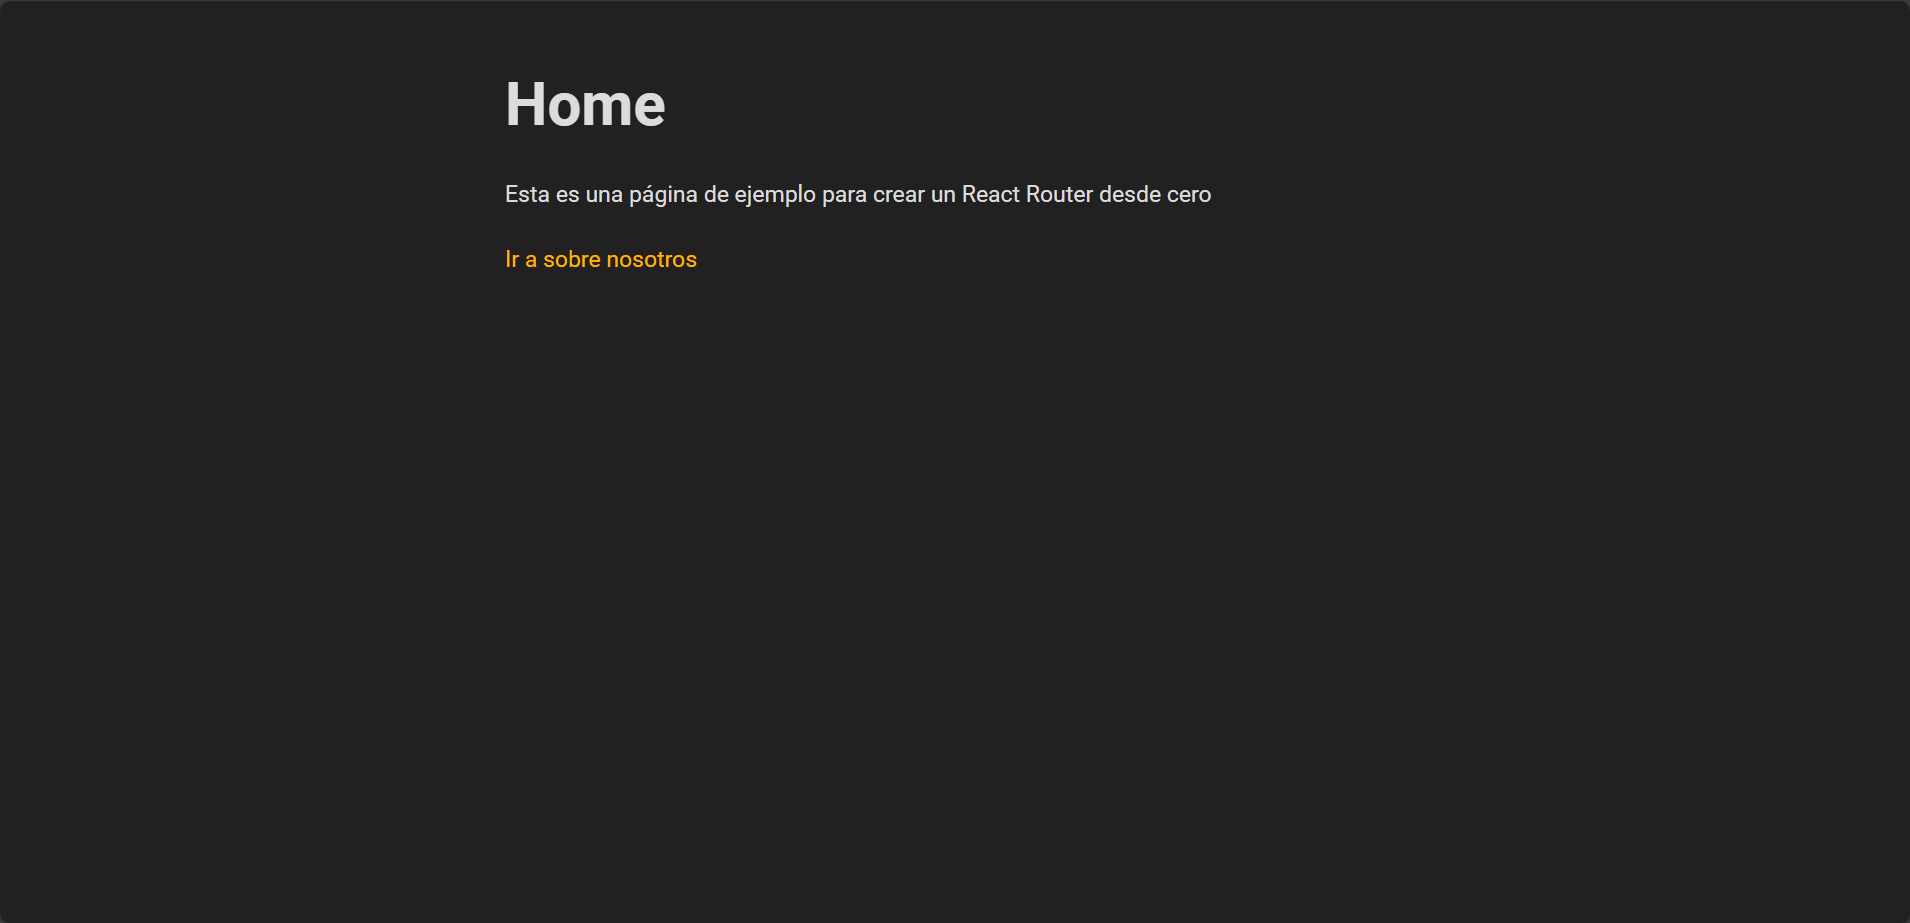 Home
Esta es una página de ejemplo para crear un React Router desde cero
Ir a sobre nosotros